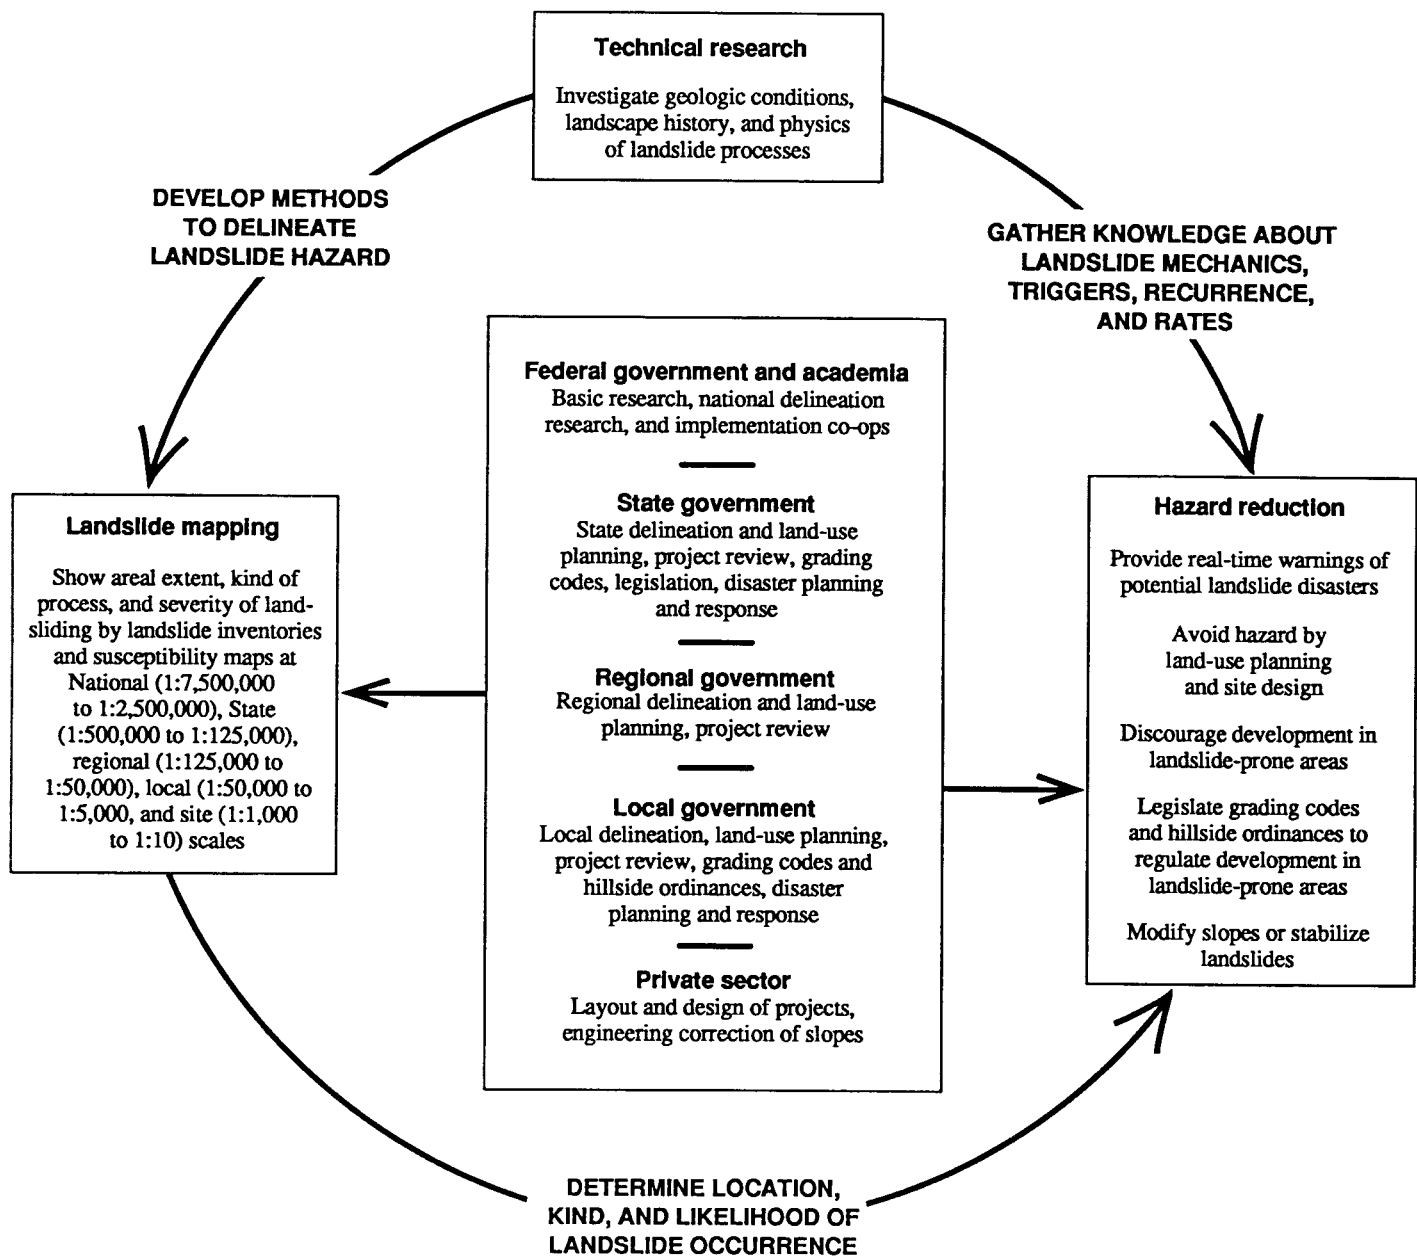 Technical research
Investigate geologic conditions,
landscape history, and physics
of landslide processes
DEVELOP METHODS
TO DELINEATE
LANDSLIDE HAZARD
GATHER KNOWLEDGE ABOUT
LANDSLIDE MECHANICS,
TRIGGERS, RECURRENCE,
AND RATES
Landslide mapping
Show areal extent, kind of
process, and severity of land-
sliding by landslide inventories
and susceptibility maps at
National (1:7,500,000
to 1:2,500,000), State
(1:500,000 to 1:125,000),
regional (1:125,000 to
1:50,000), local (1:50,000 to
1:5,000, and site (1:1,000
to 1:10) scales
Federal government and academia
Basic research, national delineation
research, and implementation co-ops
State government
State delineation and land-use
planning, project review, grading
codes, legislation, disaster planning
and response
Regional government
Regional delineation and land-use
planning, project review
Local government
Local delineation, land-use planning,
project review, grading codes and
hillside ordinances, disaster
planning and response
Private sector
Layout and design of projects,
engineering correction of slopes
Hazard reduction
Provide real-time warnings of
potential landslide disasters
Avoid hazard by
land-use planning
and site design
Discourage development in
landslide-prone areas
Legislate grading codes
and hillside ordinances to
regulate development in
landslide-prone areas
Modify slopes or stabilize
landslides
DETERMINE LOCATION,
KIND, AND LIKELIHOOD OF
LANDSLIDE OCCURRENCE